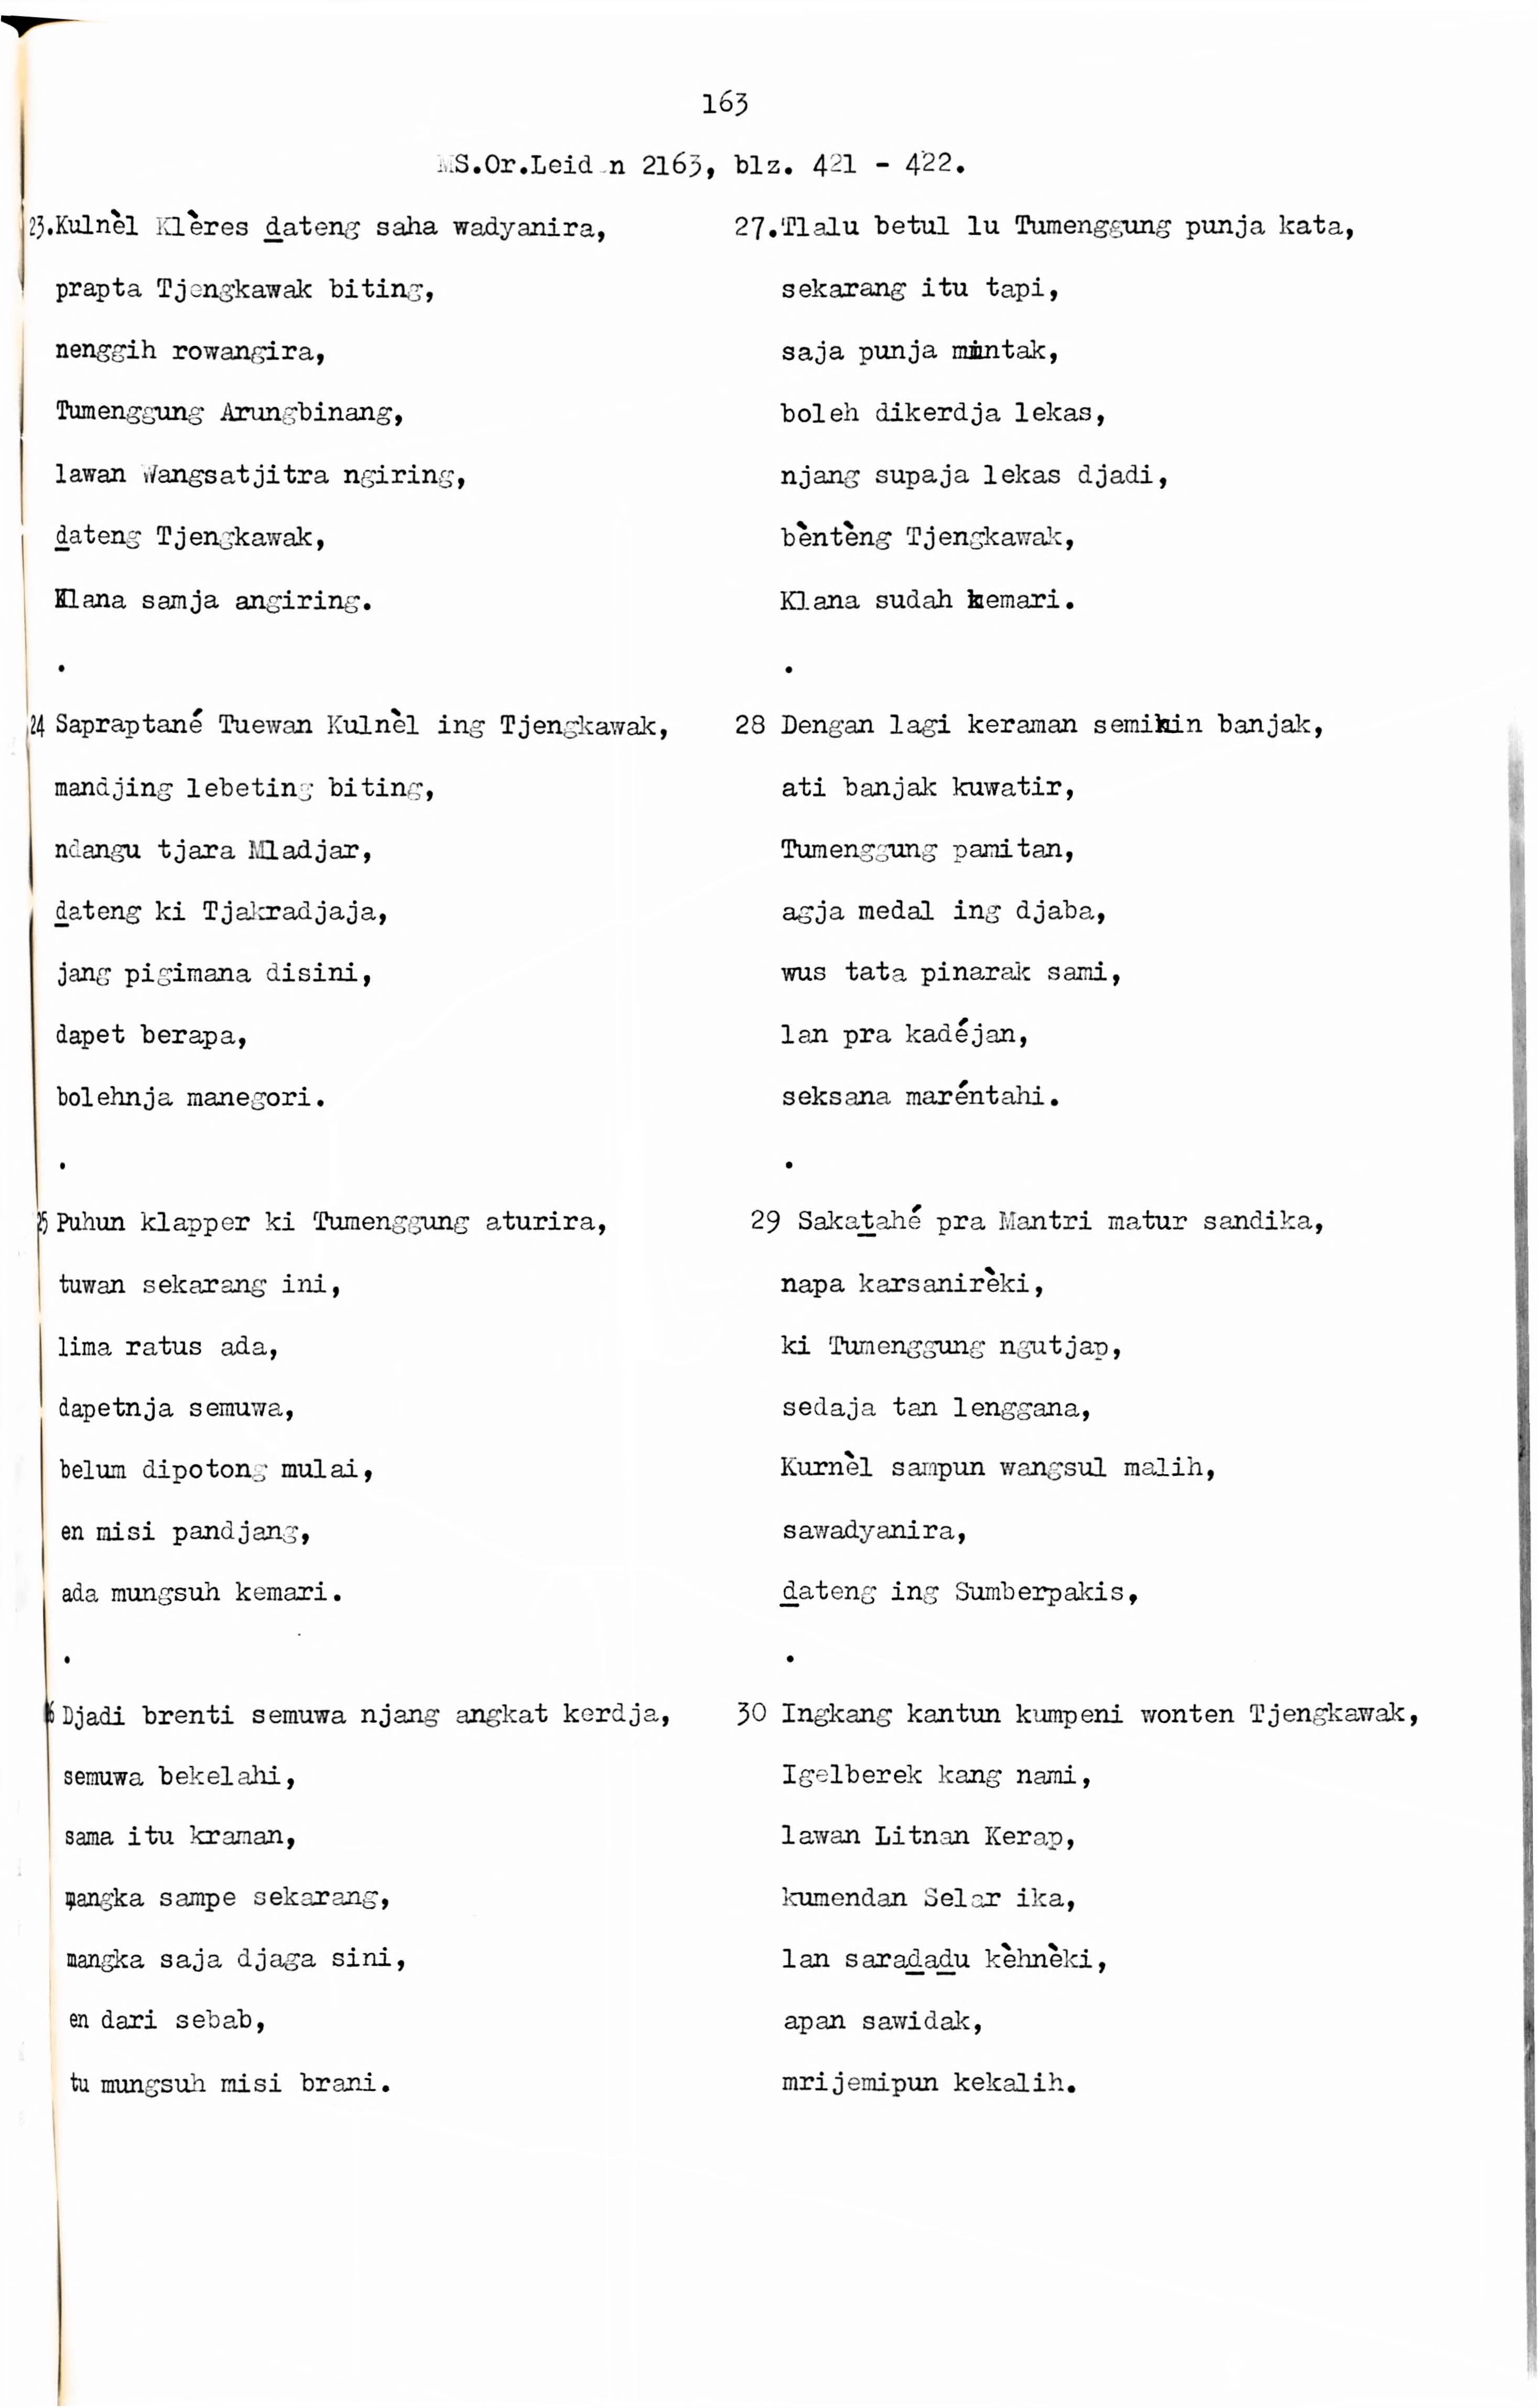 163
MS.Or.Leiden 2163, blz. 421 - 422.
23.Kulnèl Klères ḏateng saha wadyanira,
prapta Tjengkawak biting,
nenggih rowangira,
Tumenggung Arungbinang,
lawan Wangsatjitra ngiring,
ḏateng Tjengkawak,
Klana samja angiring.
.
24 Sapraptané Tuewan Kulnèl ing Tjengkawak,
mandjing lebeting biting,
ndangu tjara Mladjar,
ḏateng ki Tjakradjaja,
jang pigimana disini,
dapet berapa,
bolehnja manegori.
.
25 Puhun klapper ki Tumenggung aturira,
tuwan sekarang ini,
lima ratus ada,
dapetnja semuwa,
belum dipotong mulai,
en misi pandjang,
ada mungsuh kemari.
.
26 Djadi brenti semuwa njang angkat kerdja,
semuwa bekelahi,
sama itu kraman,
mangka sampe sekarang,
mangka saja djaga sini,
en dari sebab,
tu mungsuh misi brani.
27.Tlalu betul lu Tumenggung punja kata,
sekarang itu tapi,
saja punja mintak,
boleh dikerdja lekas,
njang supaja lekas djadi,
bèntèng Tjengkawak,
Klana sudah kemari.
.
28 Dengan lagi keraman semikin banjak,
ati banjak kuwatir,
Tumenggung pamitan,
agja medal ing djaba,
wus tata pinarak sami,
lan pra kadéjan,
seksana maréntahi.
.
29 Sakaṯahé pra Mantri matur sandika,
napa karsanirèki,
ki Tumenggung ngutjap,
sedaja tan lenggana,
Kurnèl sampun wangsul malih,
sawadyanira,
ḏateng ing Sumberpakis,
.
30 Ingkang kantun kumpeni wonten Tjengkawak,
Igelberek kang nami,
lawan Litnan Kerap,
kumendan Selar ika,
lan saraḏaḏu kèhnèki,
apan sawidak,
mrijemipun kekalih.